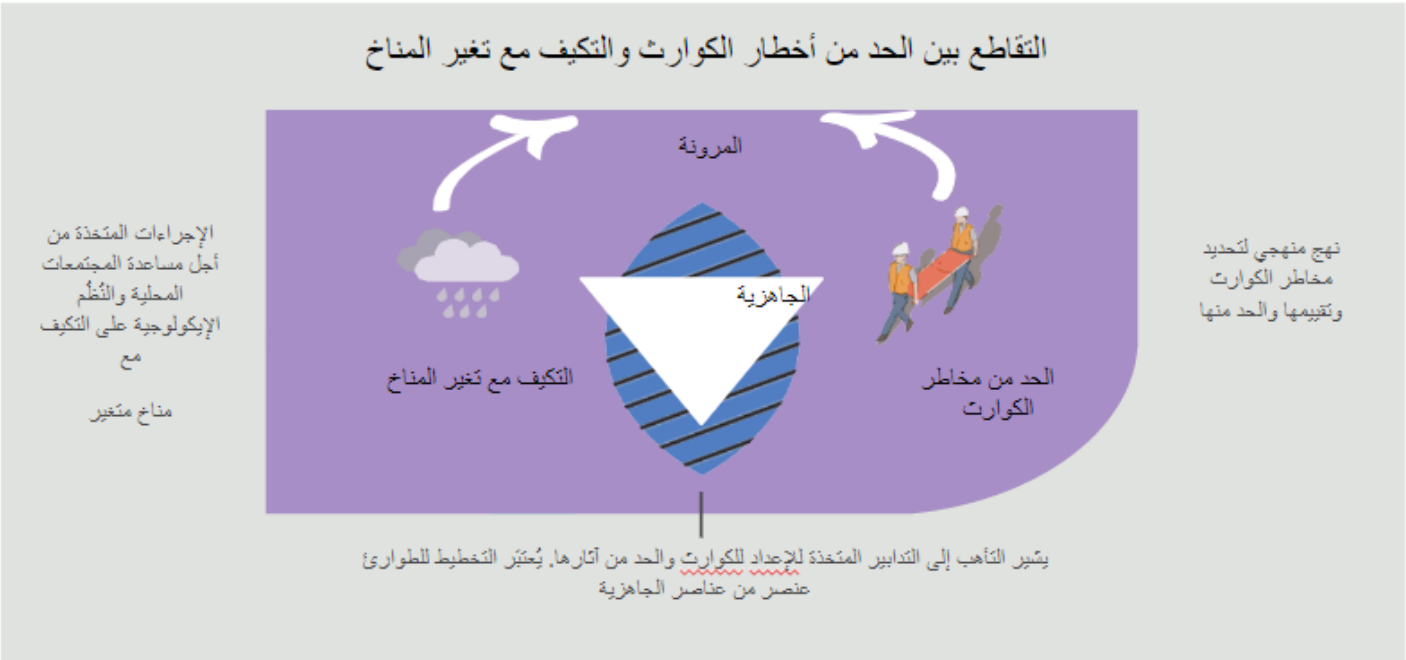 التقاطع بين الحد من أخطار الكوارث والتكيف مع تغير المناخ
المرونة
نهج منهجي لتحديد
مخاطر الكوارث
وتقييمها والحد منها
الحد من مخاطر
الكوارث
الجاهزية
التكيف مع تغير المناخ
الإجراءات المتخذة من
أجل مساعدة المجتمعات
المحلية والنُظُم
الإيكولوجية على التكيف
مع
مناخ متغير
يشير التأهب إلى التدابير المتخذة للإعداد للكوارث والحد من آثارها. يُعتبَر التخطيط للطوارئ
عنصر من عناصر الجاهزية